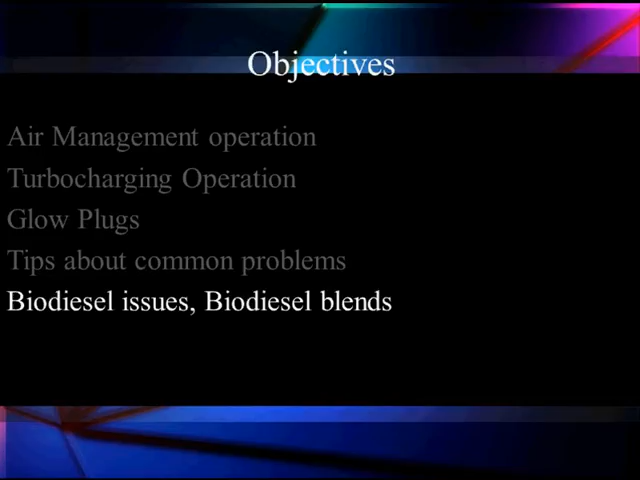 Objectives
Air Management operation
Turbocharging Operation
Glow Plugs
Tips about common problems
Biodiesel issues, Biodiesel blends